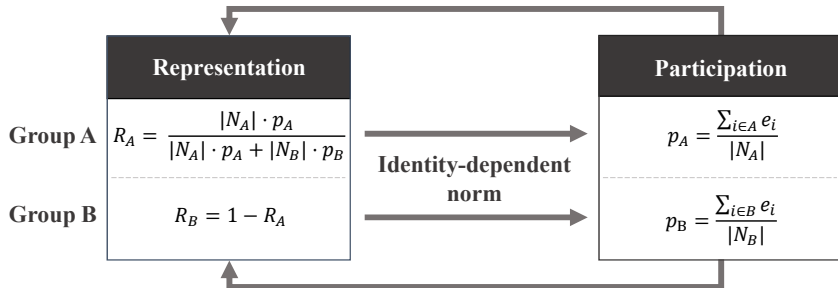 Representation
Participation
Group A
R_A = |N_A| · p_A / (|N_A| · p_A + |N_B| · p_B)
p_A = ∑_{i∈A} e_i / |N_A|
Identity-dependent
norm
Group B
R_B = 1 − R_A
p_B = ∑_{i∈B} e_i / |N_B|